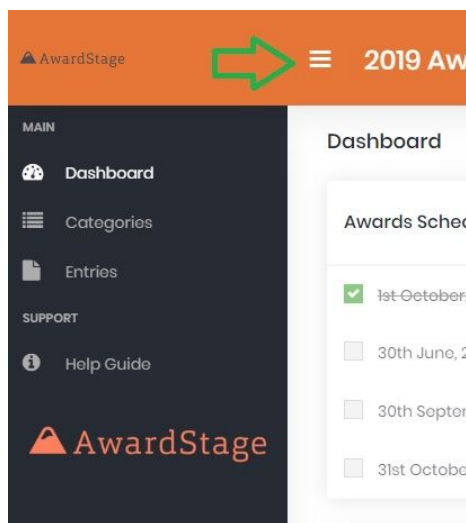 AwardStage
2019 Aw
MAIN
Dashboard
Categories
Entries
SUPPORT
Help Guide
AwardStage
Dashboard
Awards Sched
1st October,
30th June, 2
30th Septem
31st Octobe